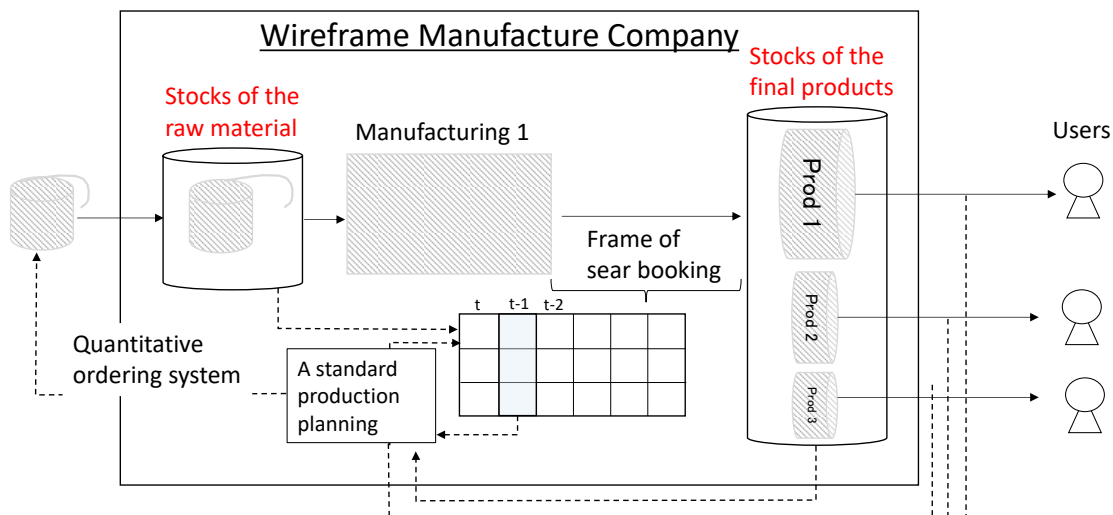 Wireframe Manufacture Company
Stocks of the
raw material
Manufacturing 1
Stocks of the
final products
Users
Prod 1
Frame of
sear booking
Prod 2
t
t-1
t-2
Quantitative
ordering system
A standard
production
planning
Prod 3